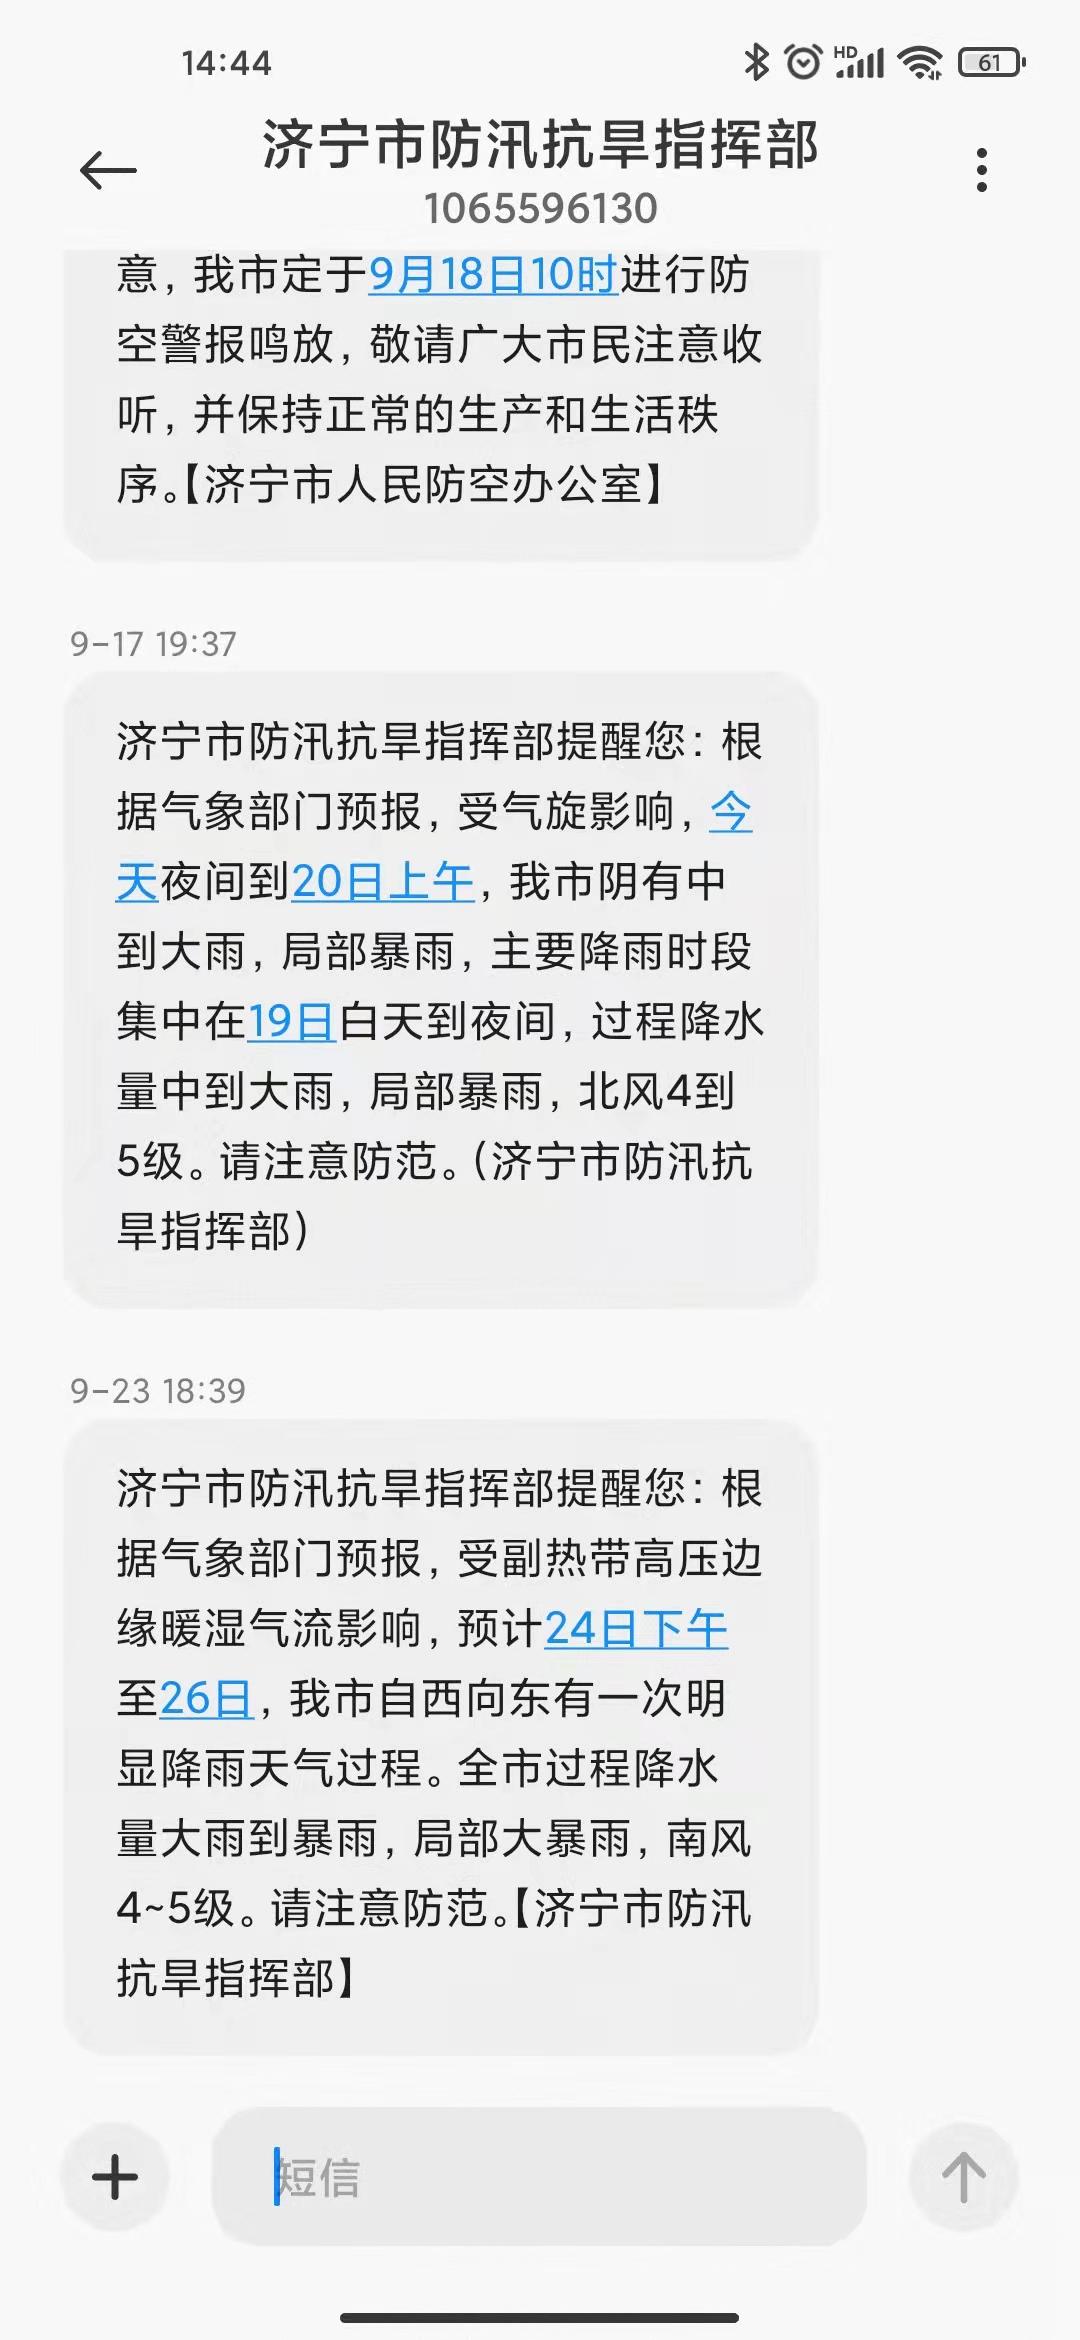 14:44
HD
61
济宁市防汛抗旱指挥部
1065596130
意，我市定于9月18日10时进行防
空警报鸣放，敬请广大市民注意收
听，并保持正常的生产和生活秩
序。【济宁市人民防空办公室】
9-17 19:37
济宁市防汛抗旱指挥部提醒您：根
据气象部门预报，受气旋影响，今
天夜间到20日上午，我市阴有中
到大雨，局部暴雨，主要降雨时段
集中在19日白天到夜间，过程降水
量中到大雨，局部暴雨，北风4到
5级。请注意防范。（济宁市防汛抗
旱指挥部）
9-23 18:39
济宁市防汛抗旱指挥部提醒您：根
据气象部门预报，受副热带高压边
缘暖湿气流影响，预计24日下午
至26日，我市自西向东有一次明
显降雨天气过程。全市过程降水
量大雨到暴雨，局部大暴雨，南风
4~5级。请注意防范。【济宁市防汛
抗旱指挥部】
短信